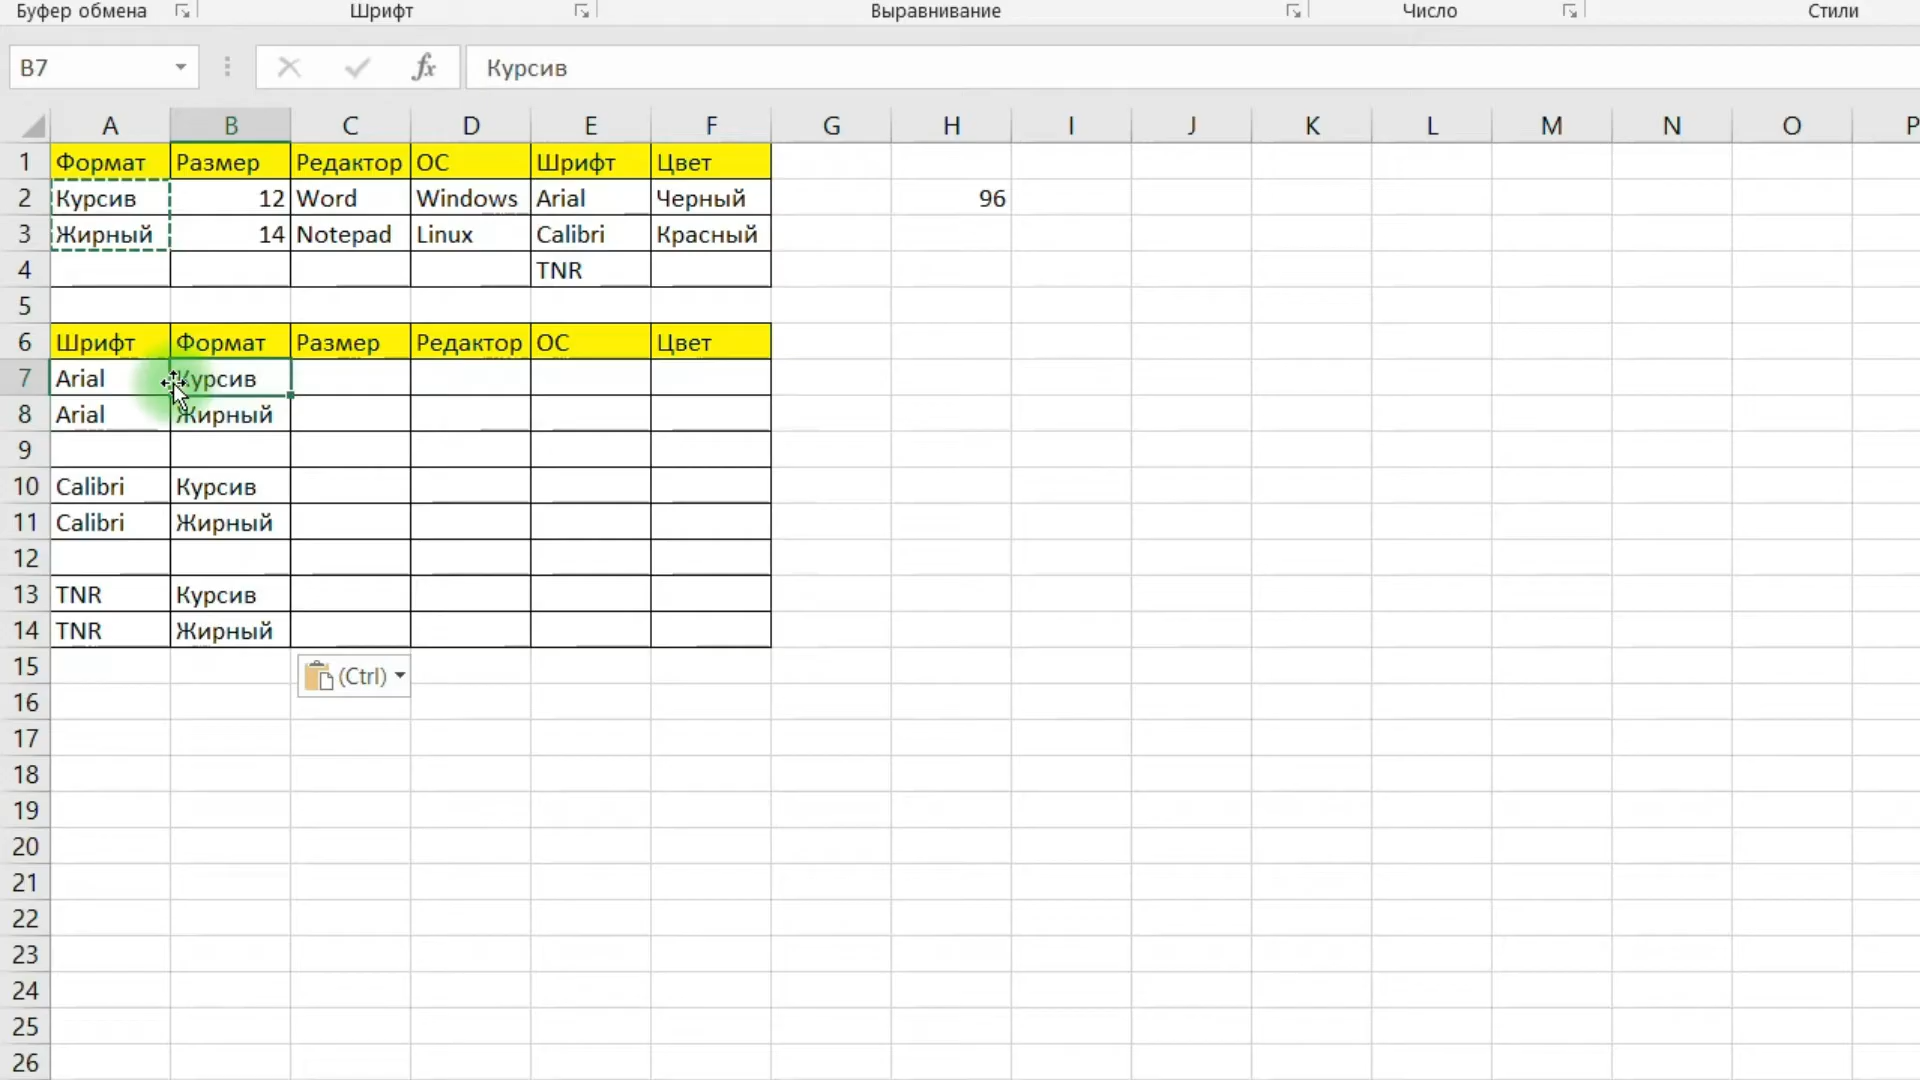 Буфер обмена Шрифт Выравнивание Число Стили
B7 fx Курсив
A B C D E F G H I J K L M N O P
1 Формат Размер Редактор ОС Шрифт Цвет
2 Курсив 12 Word Windows Arial Черный 96
3 Жирный 14 Notepad Linux Calibri Красный
4 TNR
5
6 Шрифт Формат Размер Редактор ОС Цвет
7 Arial Курсив
8 Arial Жирный
9
10 Calibri Курсив
11 Calibri Жирный
12
13 TNR Курсив
14 TNR Жирный
15 (Ctrl)
16
17
18
19
20
21
22
23
24
25
26